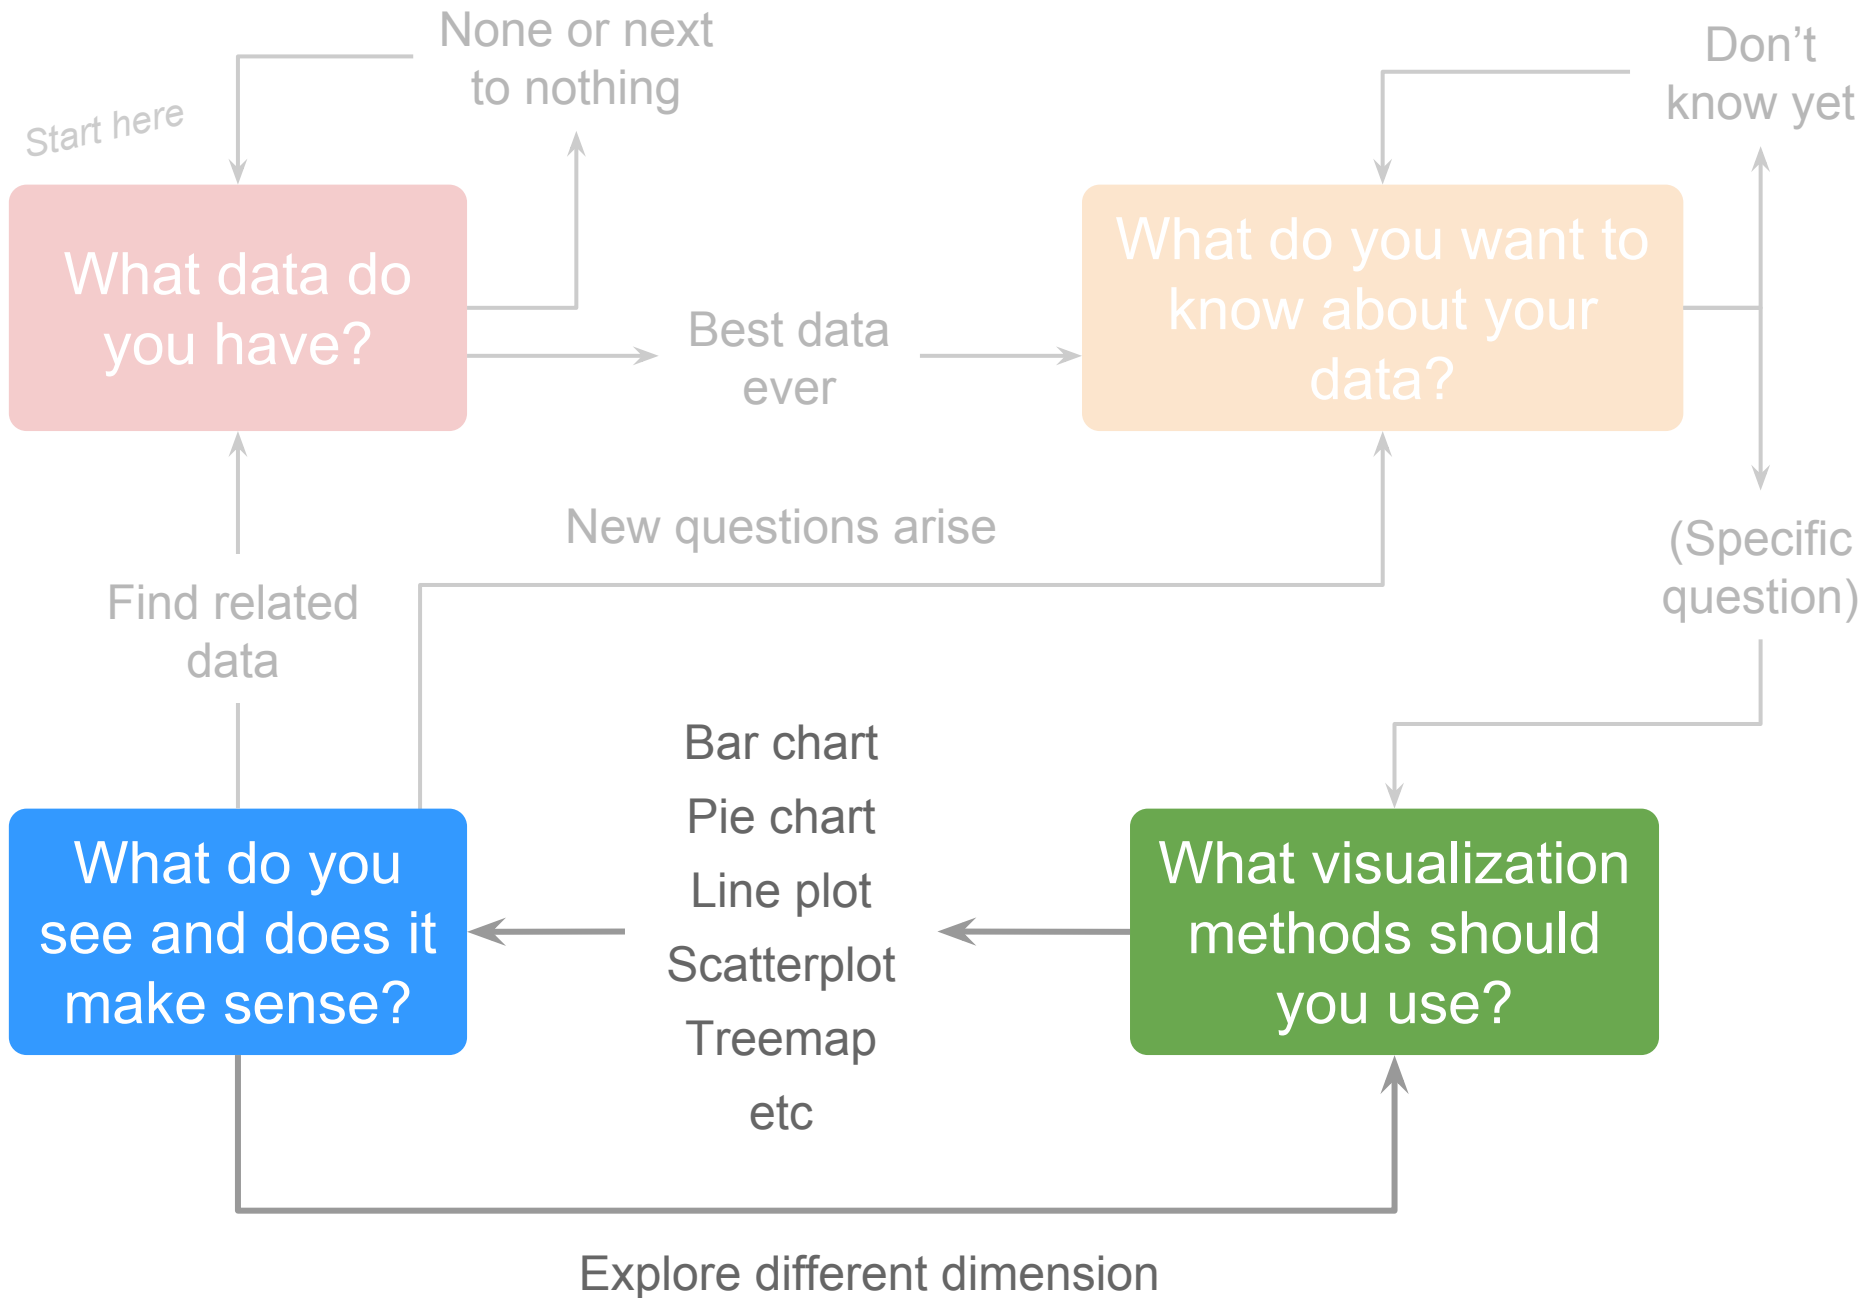 None or next
to nothing
Don’t
know yet
Start here
What data do
you have?
Best data
ever
What do you want to
know about your
data?
New questions arise
(Specific
question)
Find related
data
Bar chart
Pie chart
Line plot
Scatterplot
Treemap
etc
What do you
see and does it
make sense?
What visualization
methods should
you use?
Explore different dimension